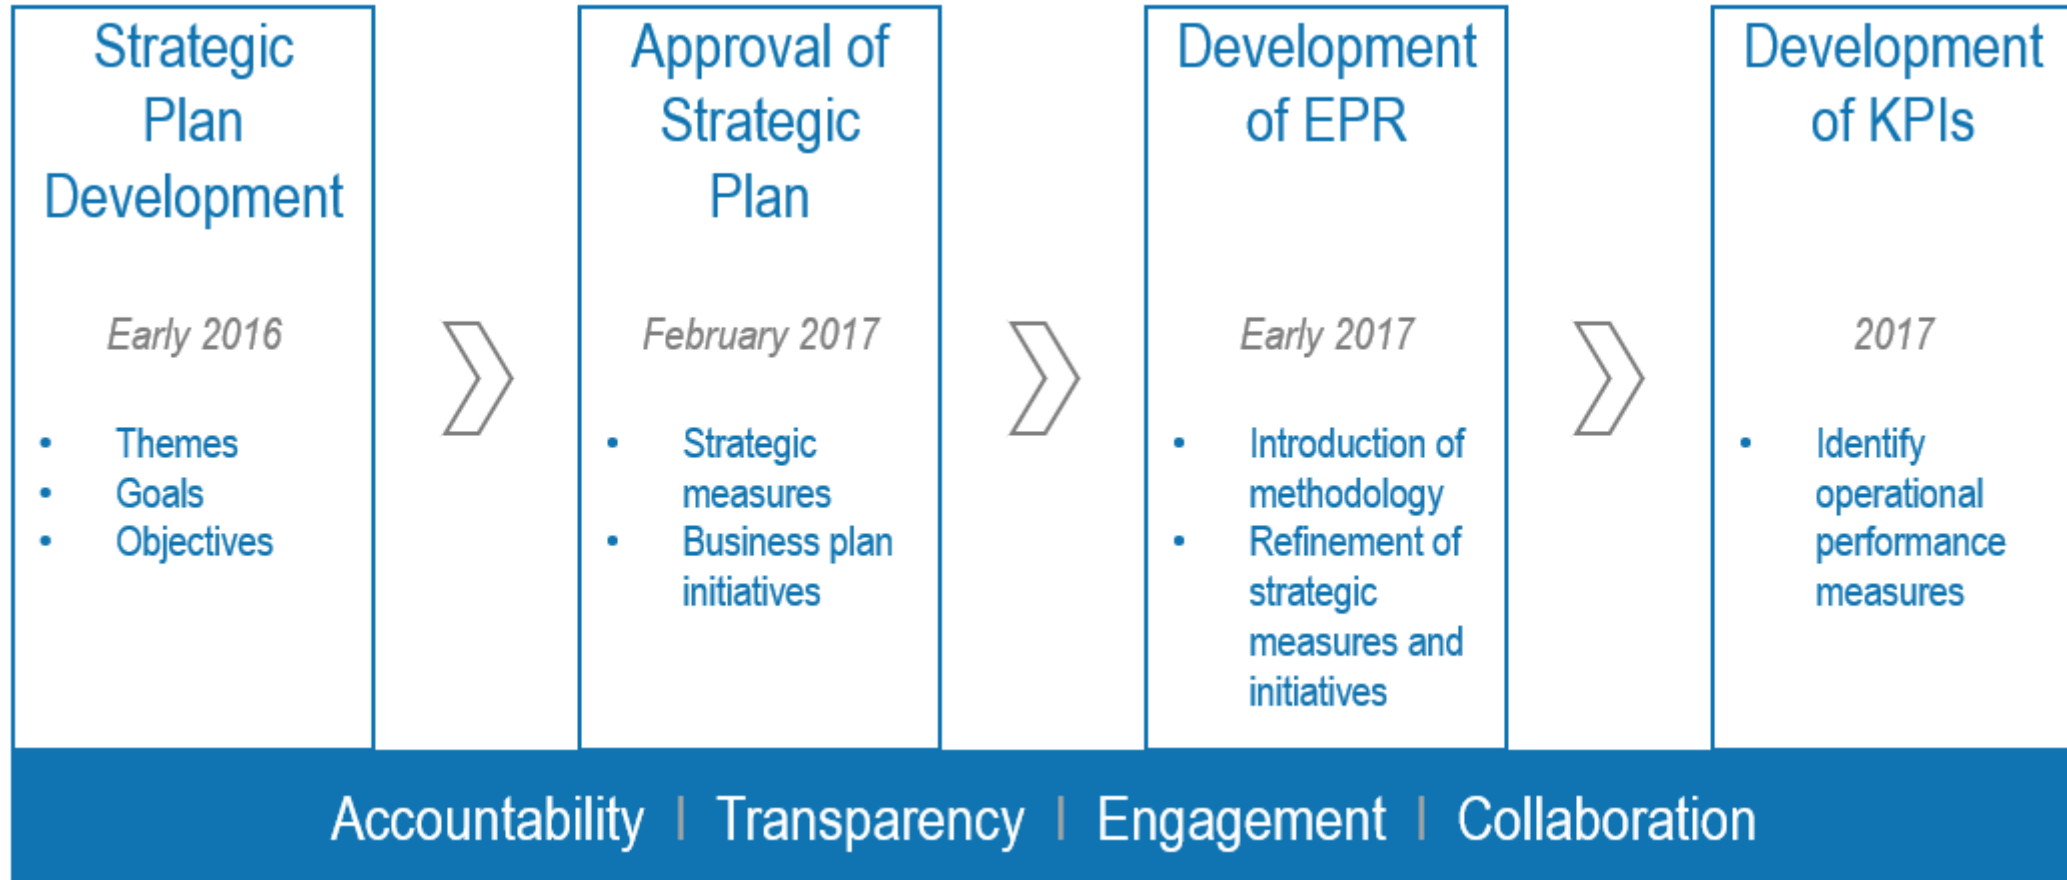 Strategic
Plan
Development
Early 2016
• Themes
• Goals
• Objectives
Approval of
Strategic
Plan
February 2017
• Strategic
measures
• Business plan
initiatives
Development
of EPR
Early 2017
• Introduction of
methodology
• Refinement of
strategic
measures and
initiatives
Development
of KPIs
2017
• Identify
operational
performance
measures
Accountability | Transparency | Engagement | Collaboration